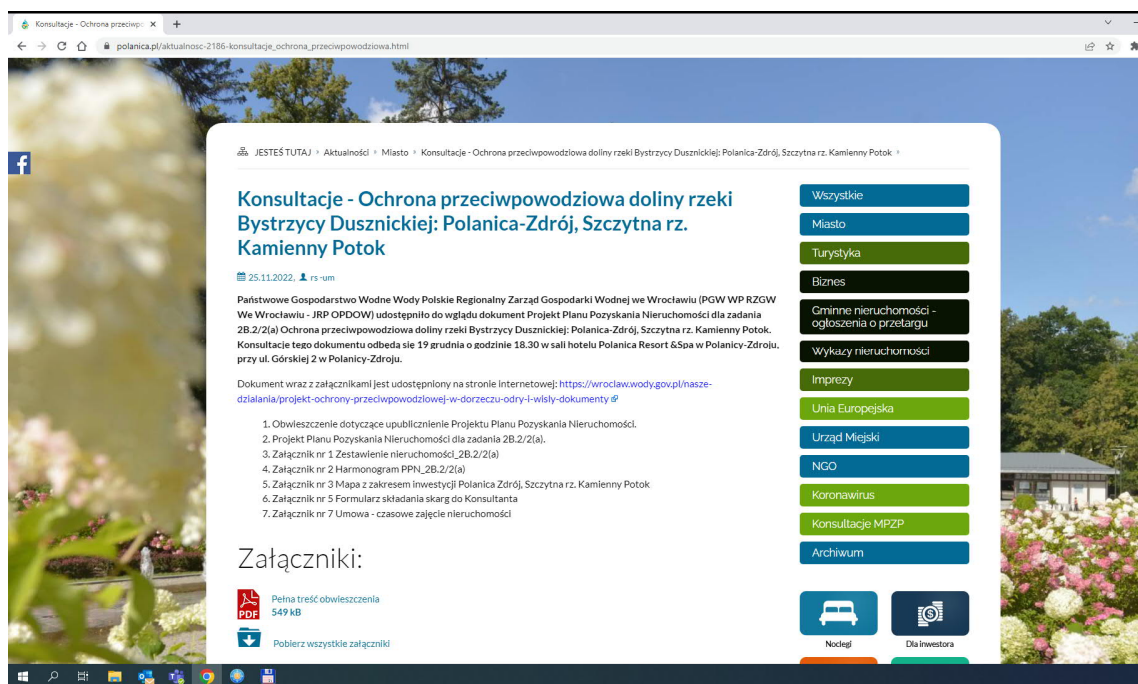 Konsultacje - Ochrona przeciwpo
polanica.pl/aktualnosc-2186-konsultacje_ochrona_przeciwpowodziowa.html
JESTEŚ TUTAJ Aktualności Miasto Konsultacje - Ochrona przeciwpowodziowa doliny rzeki Bystrzycy Dusznickiej: Polanica-Zdrój, Szczytna rz. Kamienny Potok
Konsultacje - Ochrona przeciwpowodziowa doliny rzeki
Bystrzycy Dusznickiej: Polanica-Zdrój, Szczytna rz.
Kamienny Potok
25.11.2022, rs -um
Państwowe Gospodarstwo Wodne Wody Polskie Regionalny Zarząd Gospodarki Wodnej we Wrocławiu (PGW WP RZGW
We Wrocławiu - JRP OPDOW) udostępniło do wglądu dokument Projekt Planu Pozyskania Nieruchomości dla zadania
2B.2/2(a) Ochrona przeciwpowodziowa doliny rzeki Bystrzycy Dusznickiej: Polanica-Zdrój, Szczytna rz. Kamienny Potok.
Konsultacje tego dokumentu odbędą się 19 grudnia o godzinie 18.30 w sali hotelu Polanica Resort &Spa w Polanicy-Zdroju,
przy ul. Górskiej 2 w Polanicy-Zdroju.
Dokument wraz z załącznikami jest udostępniony na stronie internetowej: https://wroclaw.wody.gov.pl/nasze-
dzialania/projekt-ochrony-przeciwpowodziowej-w-dorzeczu-odry-i-wisly-dokumenty
1. Obwieszczenie dotyczące upublicznienie Projektu Planu Pozyskania Nieruchomości.
2. Projekt Planu Pozyskania Nieruchomości dla zadania 2B.2/2(a).
3. Załącznik nr 1 Zestawienie nieruchomości_2B.2/2(a)
4. Załącznik nr 2 Harmonogram PPN_2B.2/2(a)
5. Załącznik nr 3 Mapa z zakresem inwestycji Polanica Zdrój, Szczytna rz. Kamienny Potok
6. Załącznik nr 5 Formularz składania skarg do Konsultanta
7. Załącznik nr 7 Umowa - czasowe zajęcie nieruchomości
Załączniki:
PDF
Pełna treść obwieszczenia
549 kB
Pobierz wszystkie załączniki
Wszystkie
Miasto
Turystyka
Biznes
Gminne nieruchomości -
ogłoszenia o przetargu
Wykazy nieruchomości
Imprezy
Unia Europejska
Urząd Miejski
NGO
Koronawirus
Konsultacje MPZP
Archiwum
Noclegi
Dla inwestora